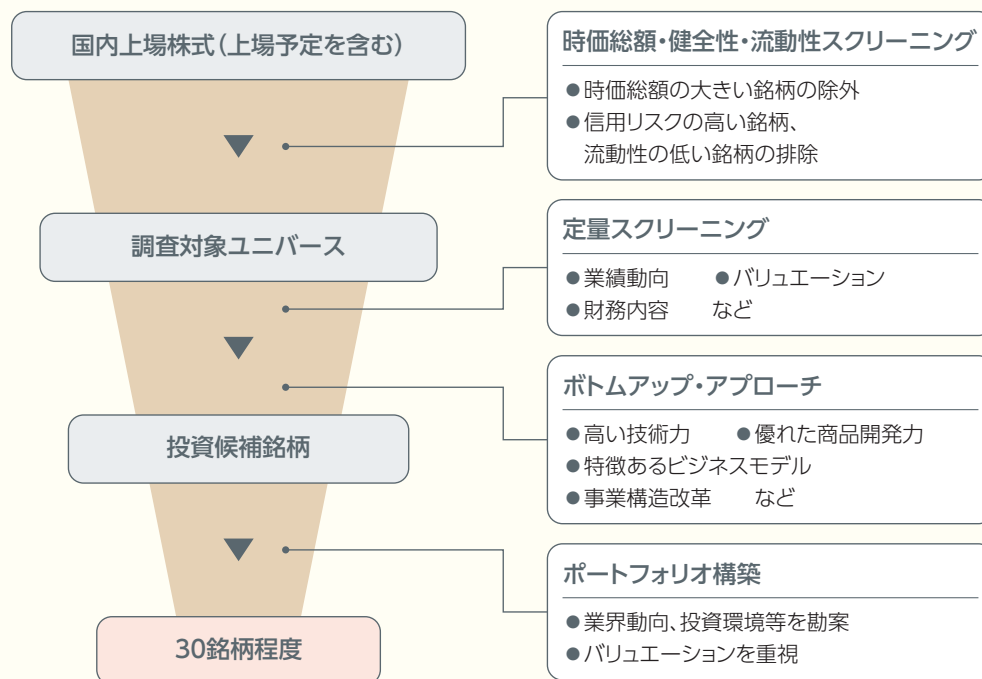 国内上場株式(上場予定を含む)
時価総額・健全性・流動性スクリーニング
●時価総額の大きい銘柄の除外
●信用リスクの高い銘柄、
流動性の低い銘柄の排除
調査対象ユニバース
定量スクリーニング
●業績動向 ●バリュエーション
●財務内容 など
ボトムアップ・アプローチ
●高い技術力 ●優れた商品開発力
●特徴あるビジネスモデル
●事業構造改革 など
投資候補銘柄
ポートフォリオ構築
●業界動向、投資環境等を勘案
●バリュエーションを重視
30銘柄程度